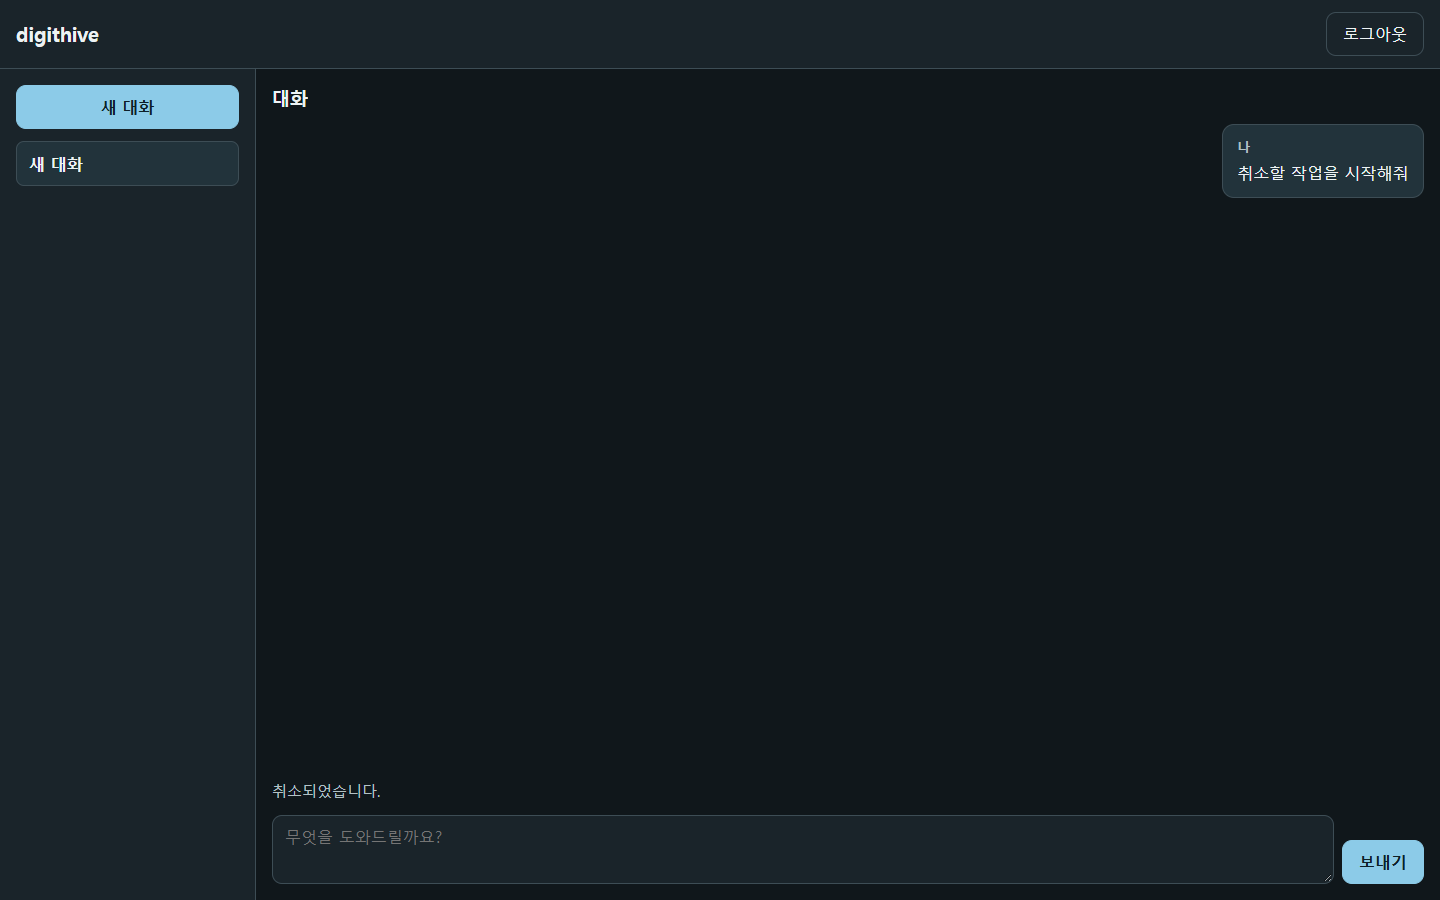 digithive
로그아웃
새 대화
새 대화
대화
나
취소할 작업을 시작해줘
취소되었습니다.
무엇을 도와드릴까요?
보내기